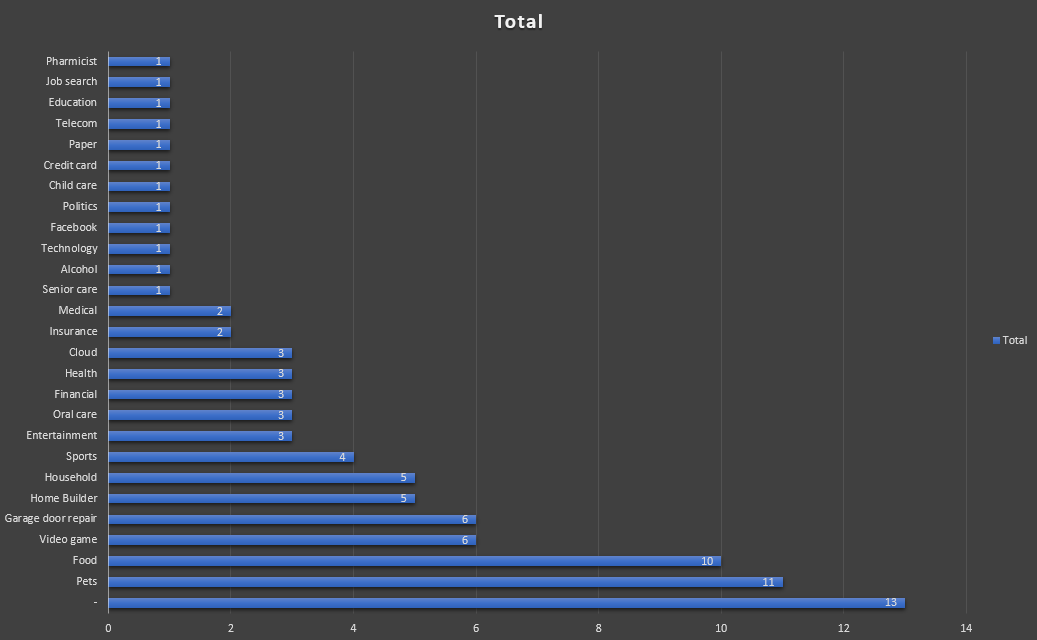 Total
Pharmicist 1
Job search 1
Education 1
Telecom 1
Paper 1
Credit card 1
Child care 1
Politics 1
Facebook 1
Technology 1
Alcohol 1
Senior care 1
Medical 2
Insurance 2
Cloud 3
Health 3
Financial 3
Oral care 3
Entertainment 3
Sports 4
Household 5
Home Builder 5
Garage door repair 6
Video game 6
Food 10
Pets 11
- 13
0 2 4 6 8 10 12 14
Total